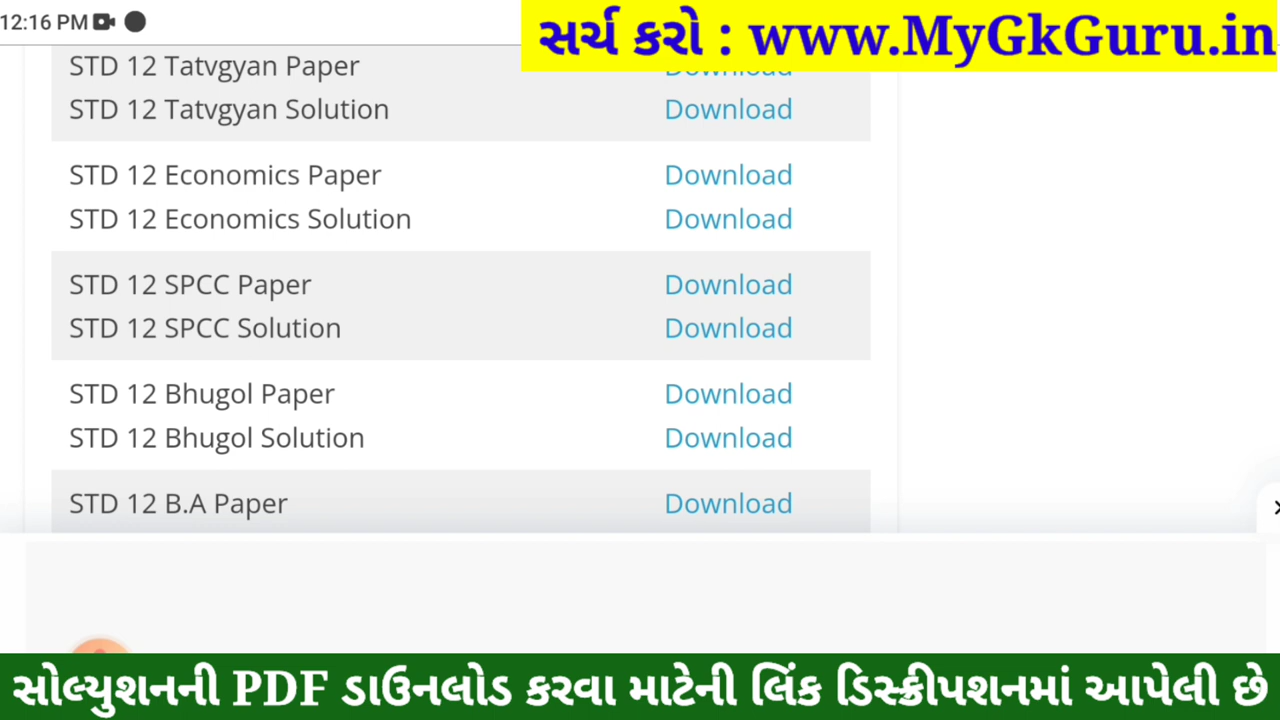 12:16 PM
સર્ચ કરો : www.MyGkGuru.in
STD 12 Tatvgyan Paper Download
STD 12 Tatvgyan Solution Download
STD 12 Economics Paper Download
STD 12 Economics Solution Download
STD 12 SPCC Paper Download
STD 12 SPCC Solution Download
STD 12 Bhugol Paper Download
STD 12 Bhugol Solution Download
STD 12 B.A Paper Download
સોલ્યુશનની PDF ડાઉનલોડ કરવા માટેની લિંક ડિસ્ક્રીપશનમાં આપેલી છે